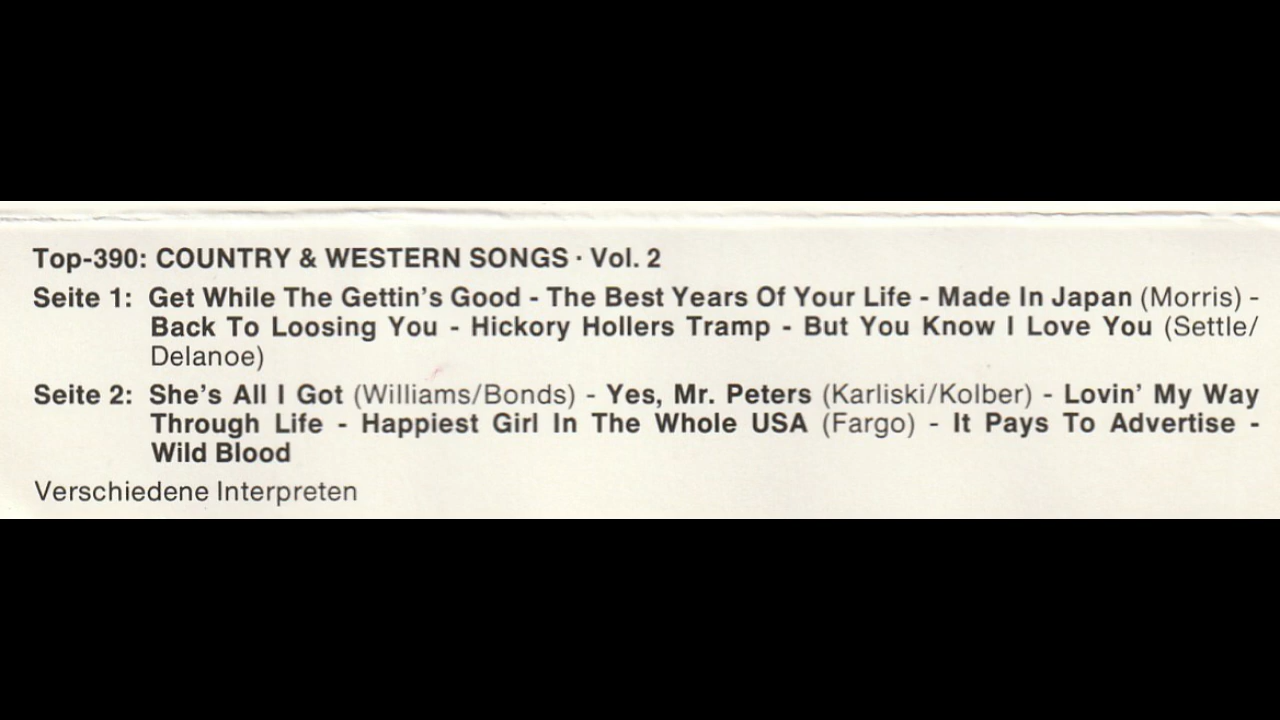 Top-390: COUNTRY & WESTERN SONGS · Vol. 2
Seite 1: Get While The Gettin's Good - The Best Years Of Your Life - Made In Japan (Morris) -
Back To Loosing You - Hickory Hollers Tramp - But You Know I Love You (Settle/
Delanoe)
Seite 2: She's All I Got (Williams/Bonds) - Yes, Mr. Peters (Karliski/Kolber) - Lovin' My Way
Through Life - Happiest Girl In The Whole USA (Fargo) - It Pays To Advertise -
Wild Blood
Verschiedene Interpreten